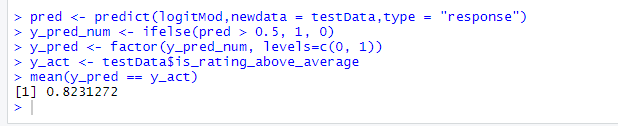 > pred <- predict(logitMod,newdata = testData,type = "response")
> y_pred_num <- ifelse(pred > 0.5, 1, 0)
> y_pred <- factor(y_pred_num, levels=c(0, 1))
> y_act <- testData$is_rating_above_average
> mean(y_pred == y_act)
[1] 0.8231272
>